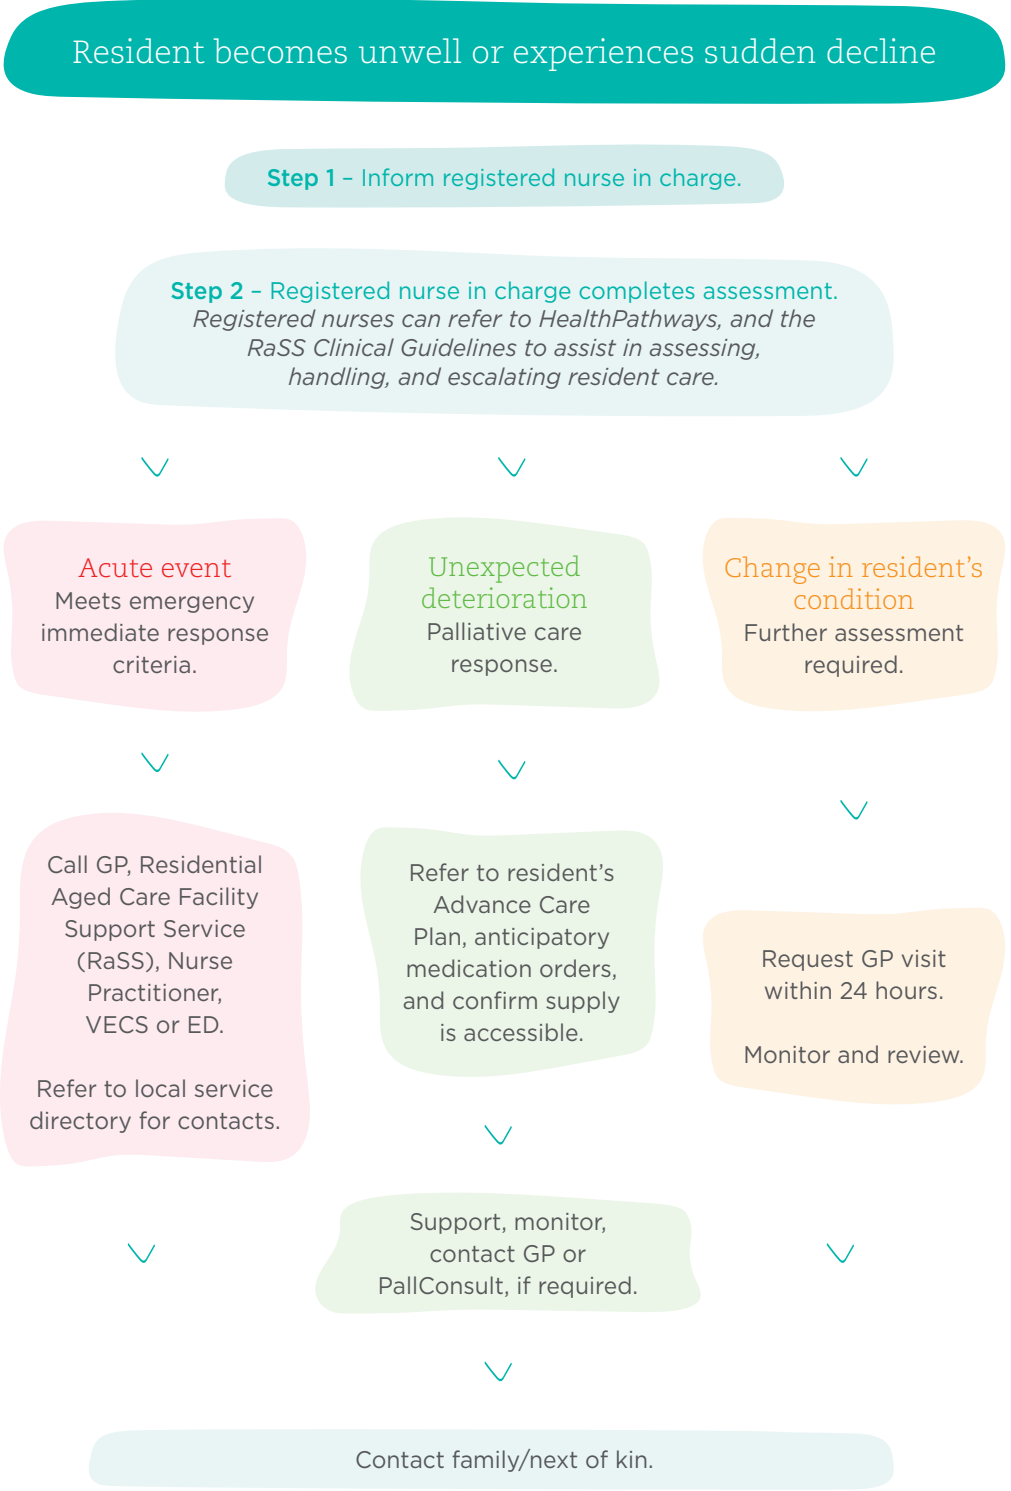 Resident becomes unwell or experiences sudden decline
Step 1 – Inform registered nurse in charge.
Step 2 – Registered nurse in charge completes assessment.
Registered nurses can refer to HealthPathways, and the
RaSS Clinical Guidelines to assist in assessing,
handling, and escalating resident care.
Acute event
Meets emergency
immediate response
criteria.
Unexpected
deterioration
Palliative care
response.
Change in resident’s
condition
Further assessment
required.
Call GP, Residential
Aged Care Facility
Support Service
(RaSS), Nurse
Practitioner,
VECS or ED.
Refer to local service
directory for contacts.
Refer to resident’s
Advance Care
Plan, anticipatory
medication orders,
and confirm supply
is accessible.
Request GP visit
within 24 hours.
Monitor and review.
Support, monitor,
contact GP or
PallConsult, if required.
Contact family/next of kin.